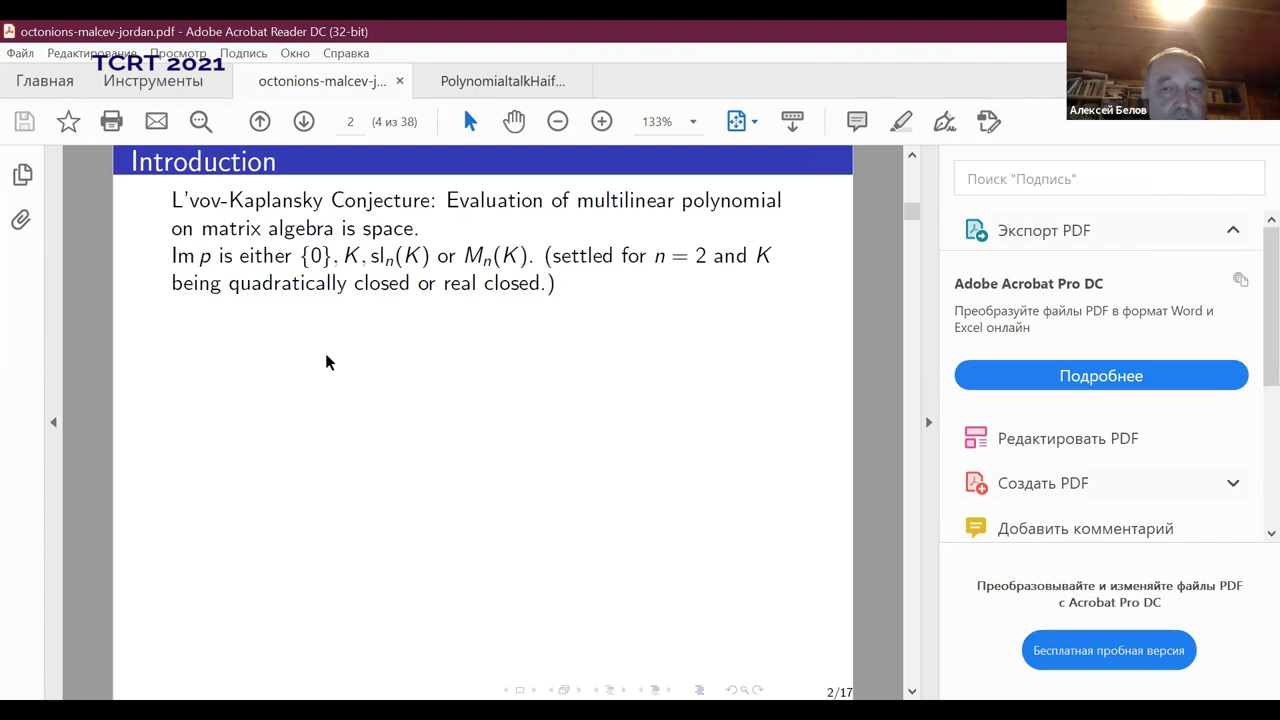 octonions-malcev-jordan.pdf - Adobe Acrobat Reader DC (32-bit)
Файл Редактирование Просмотр Подпись Окно Справка
TCRT 2021
Главная Инструменты octonions-malcev-j... × PolynomialtalkHaif...
Алексей Белов
2 (4 из 38) 133%
Introduction
L'vov-Kaplansky Conjecture: Evaluation of multilinear polynomial
on matrix algebra is space.
Im p is either {0}, K, slₙ(K) or Mₙ(K). (settled for n = 2 and K
being quadratically closed or real closed.)
2/17
Поиск "Подпись"
Экспорт PDF
Adobe Acrobat Pro DC
Преобразуйте файлы PDF в формат Word и
Excel онлайн
Подробнее
Редактировать PDF
Создать PDF
Добавить комментарий
Преобразовывайте и изменяйте файлы PDF
с Acrobat Pro DC
Бесплатная пробная версия